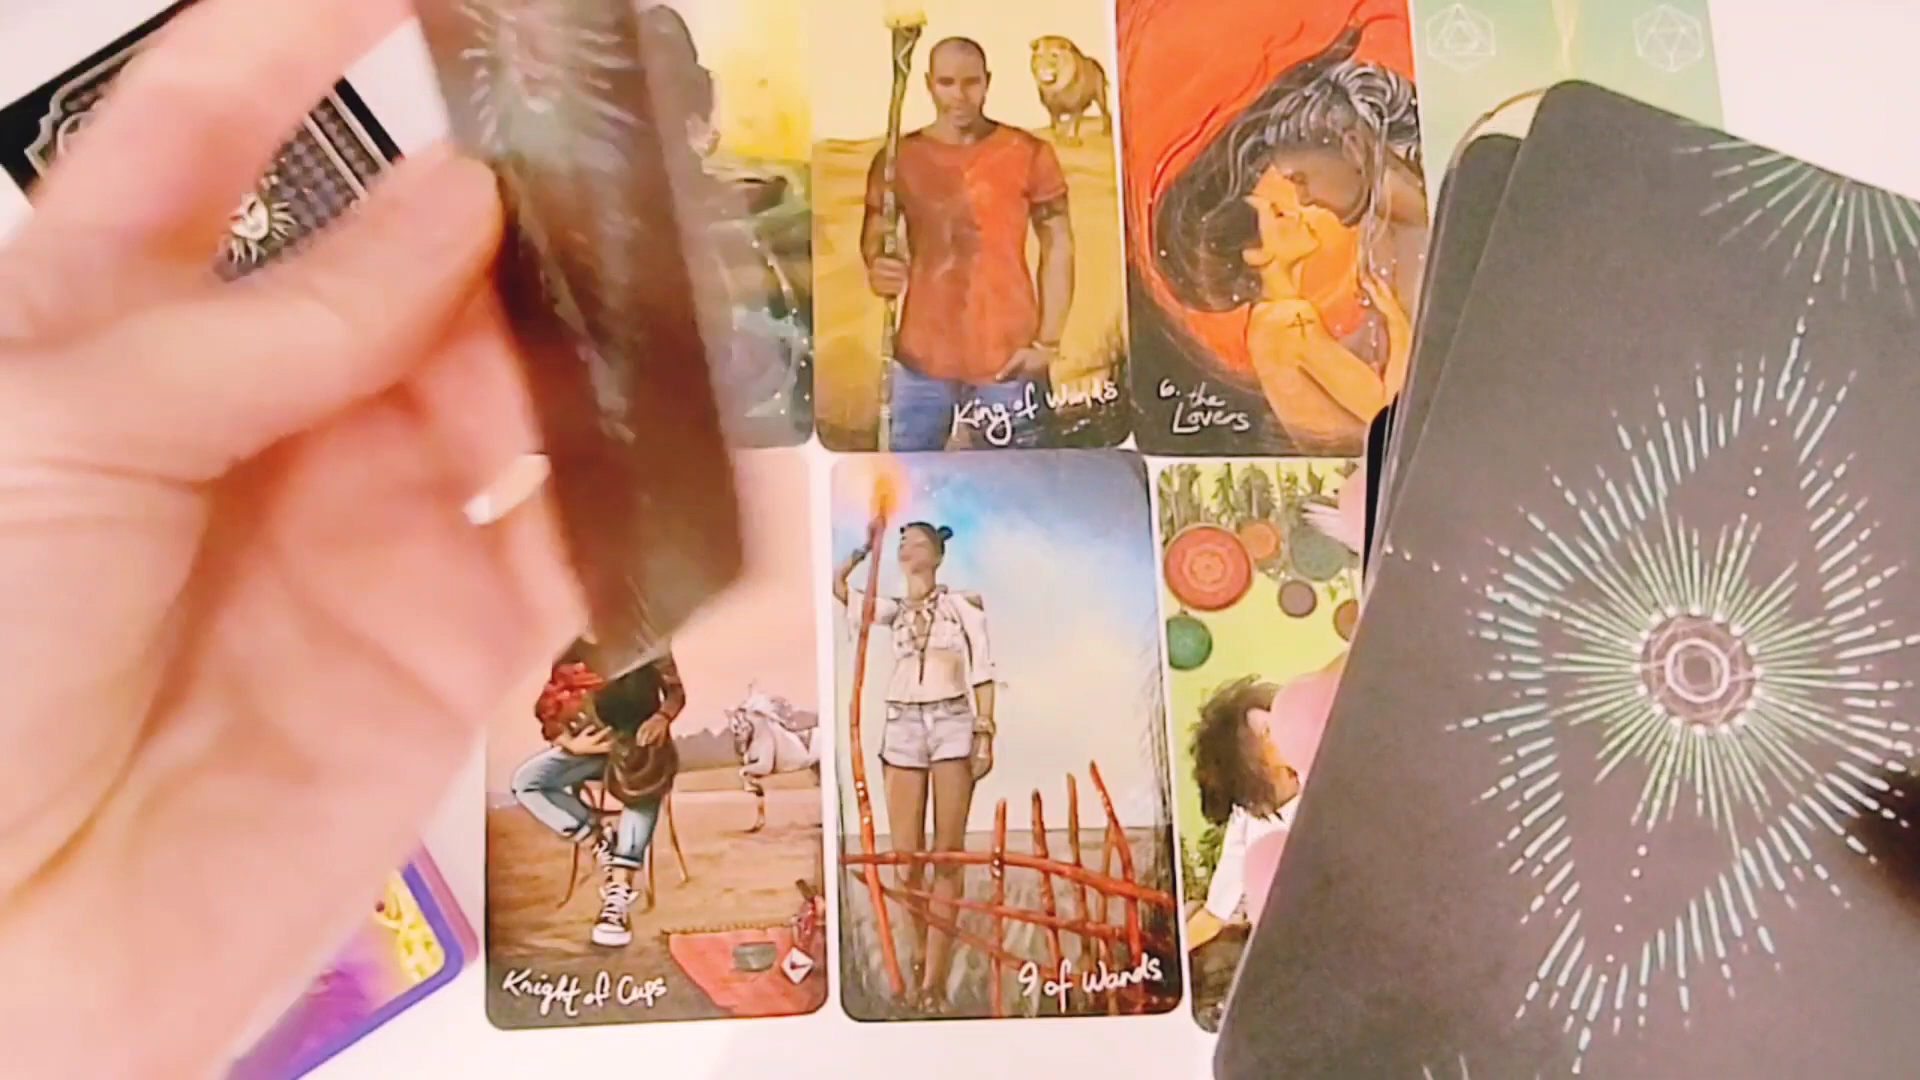 King of Wands
6. the
Lovers
Knight of Cups
9 of Wands